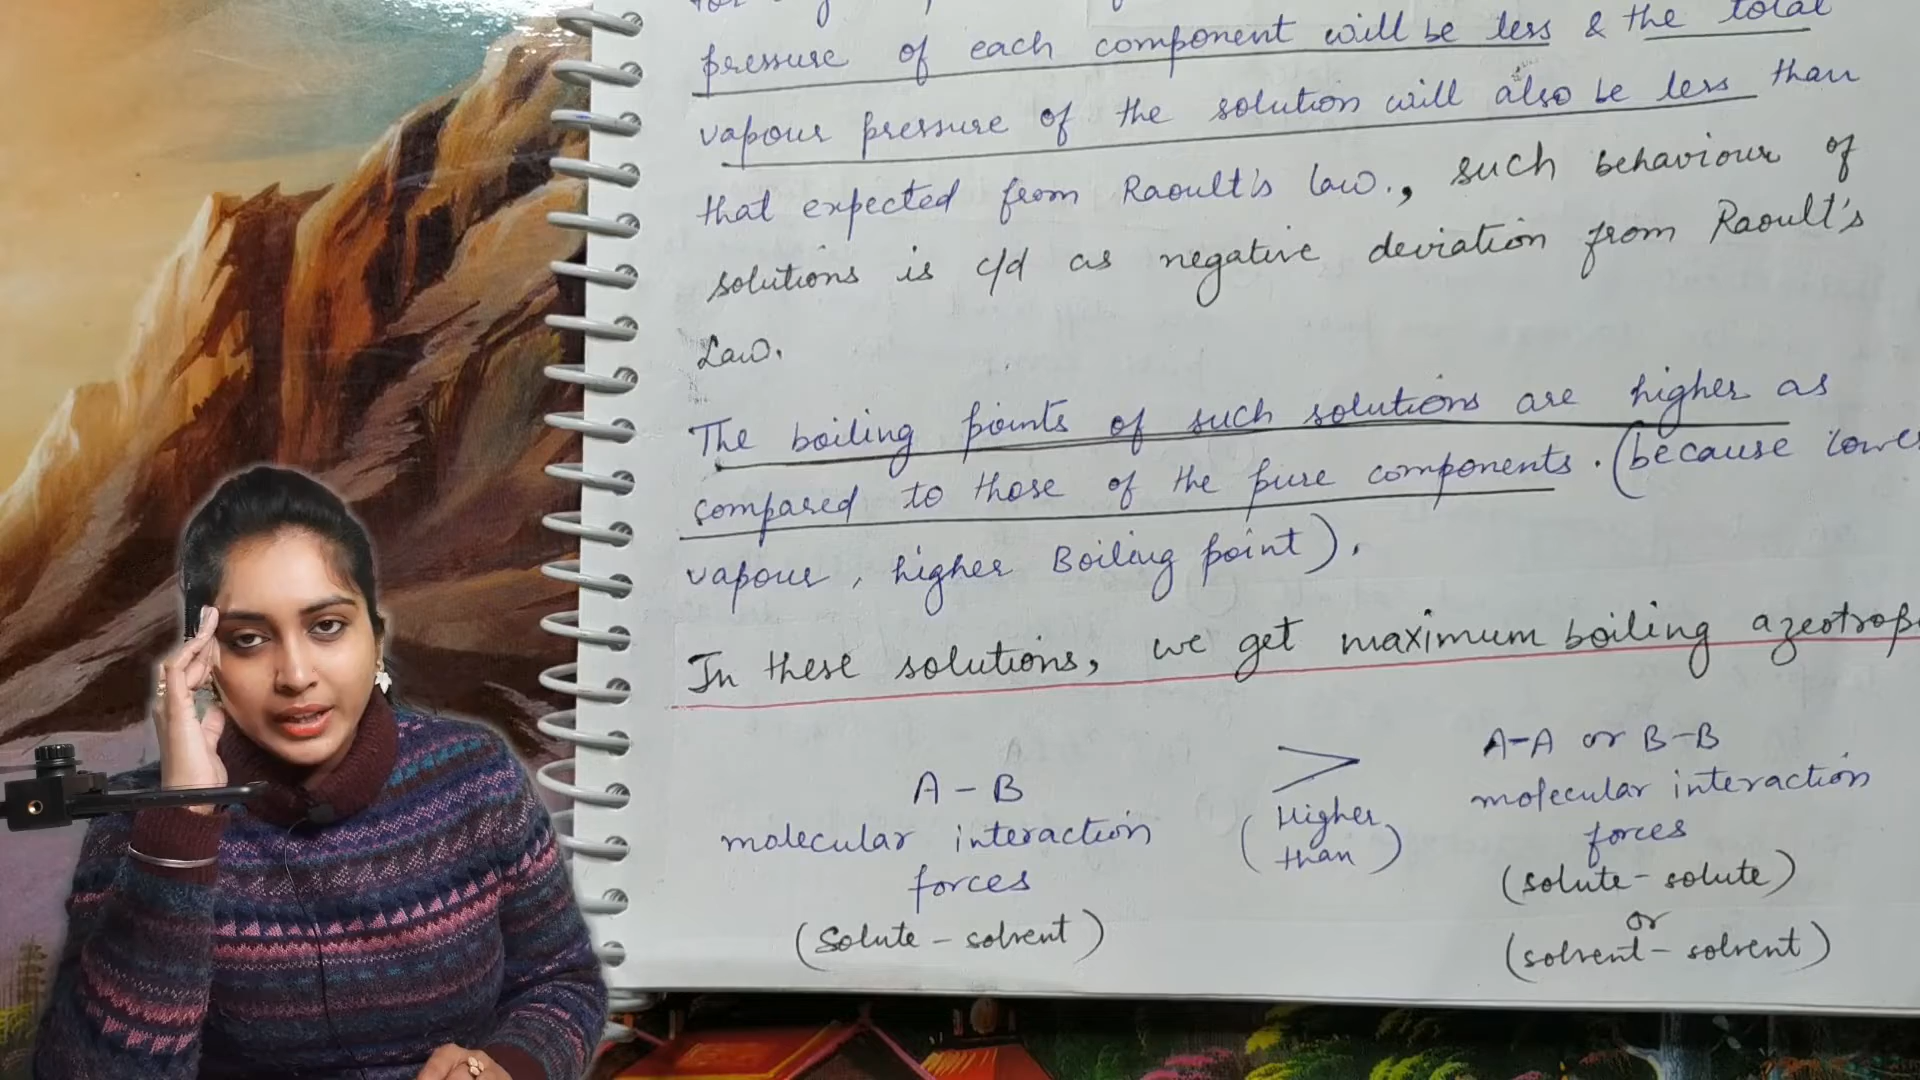 pressure of each component will be less & the total
vapour pressure of the solution will also be less than
that expected from Raoult's law., such behaviour of
solutions is c/d as negative deviation from Raoult's
Law.
The boiling points of such solutions are higher as
compared to those of the pure components. (because lower
vapour, higher Boiling point).
In these solutions, we get maximum boiling azeotrop
A-B
molecular interaction
forces
(Solute - solvent)
>
(Higher
than)
A-A or B-B
molecular interaction
forces
(solute-solute)
or
(solvent-solvent)